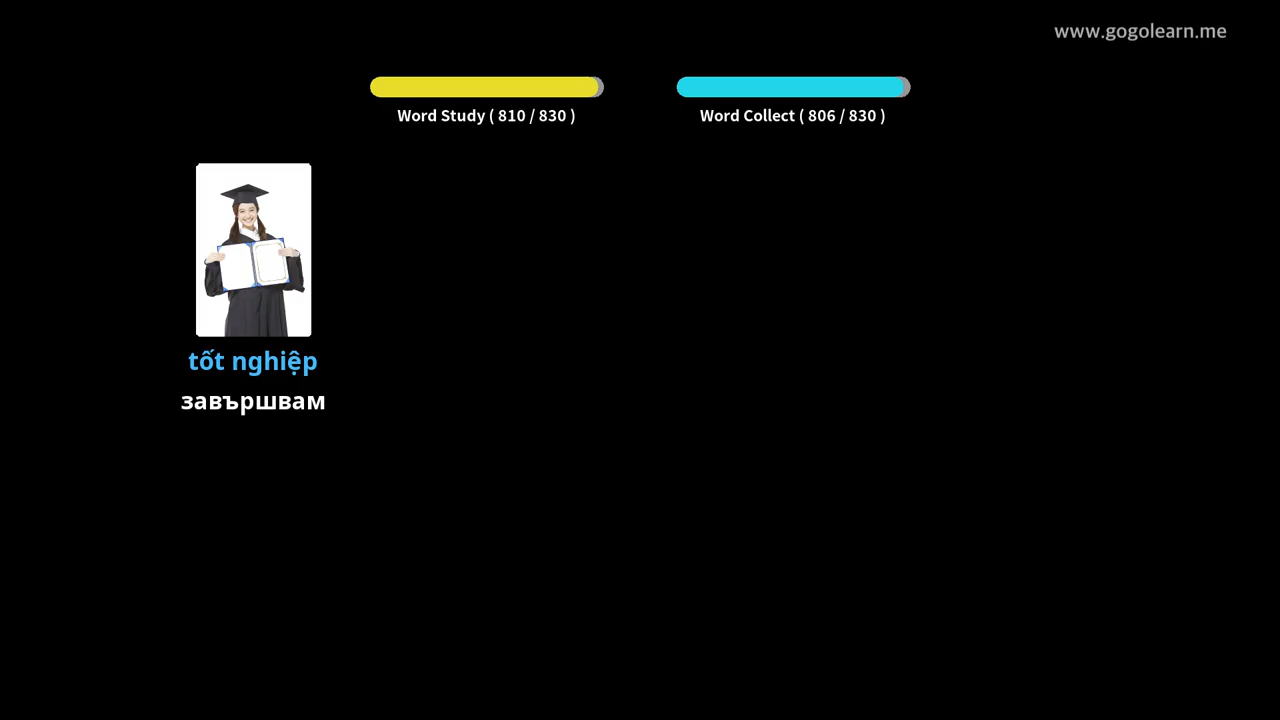 www.gogolearn.me
Word Study ( 810 / 830 )
Word Collect ( 806 / 830 )
tốt nghiệp
завършвам